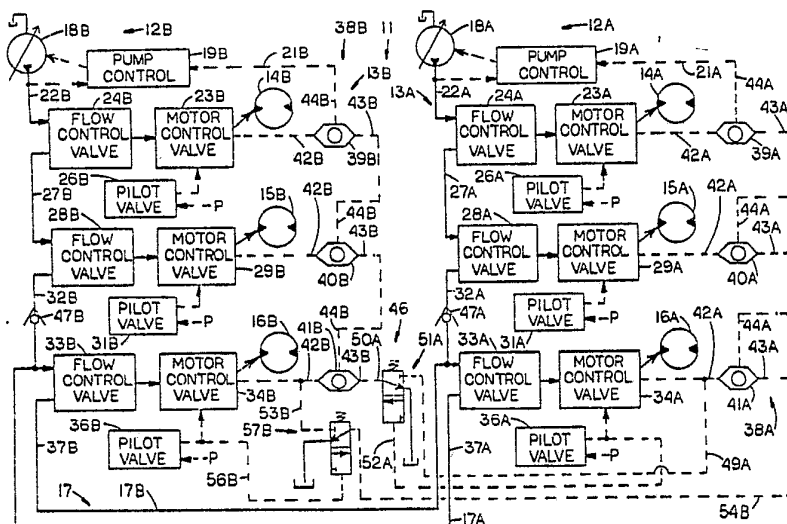 18B
12B
38B
11
18A
12A
19B
21B
13B
19A
21A
PUMP CONTROL
14B
PUMP CONTROL
14A
22B
24B
23B
44B
43B
13A
22A
24A
23A
44A
43A
FLOW CONTROL VALVE
MOTOR CONTROL VALVE
42B
39B
FLOW CONTROL VALVE
MOTOR CONTROL VALVE
42A
39A
26B
27B
PILOT VALVE
P
15B
42B
44B
43B
26A
27A
PILOT VALVE
P
15A
42A
44A
43A
28B
FLOW CONTROL VALVE
MOTOR CONTROL VALVE
29B
40B
28A
FLOW CONTROL VALVE
MOTOR CONTROL VALVE
29A
40A
32B
47B
PILOT VALVE
P
16B
44B
41B
46
32A
47A
PILOT VALVE
P
16A
44A
33B
31B
42B
43B
50A
51A
33A
31A
42A
43A
FLOW CONTROL VALVE
MOTOR CONTROL VALVE
34B
53B
FLOW CONTROL VALVE
MOTOR CONTROL VALVE
34A
41A
36B
57B
36A
38A
37B
PILOT VALVE
P
52A
37A
PILOT VALVE
P
49A
17
17B
56B
17A
54B